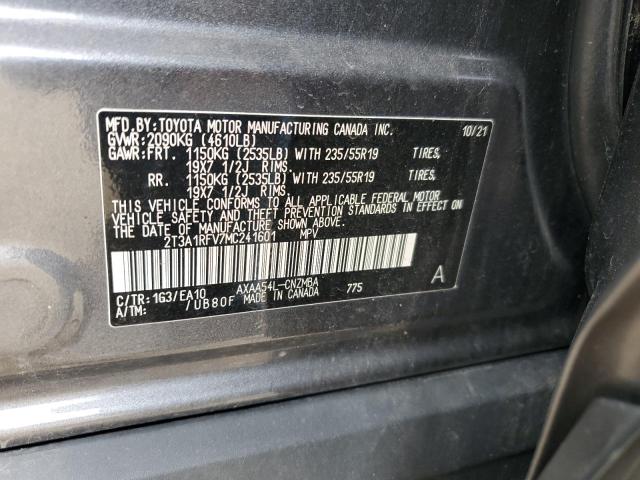 MFD.BY:TOYOTA MOTOR MANUFACTURING CANADA INC. 10/21
GVWR:2090KG (4610LB)
GAWR:FRT. 1150KG (2535LB) WITH 235/55R19 TIRES,
19X7 1/2J RIMS.
RR. 1150KG (2535LB) WITH 235/55R19 TIRES,
19X7 1/2J RIMS.
THIS VEHICLE CONFORMS TO ALL APPLICABLE FEDERAL MOTOR
VEHICLE SAFETY AND THEFT PREVENTION STANDARDS IN EFFECT ON
THE DATE OF MANUFACTURE SHOWN ABOVE.
2T3A1RFV7MC241601 MPV
C/TR:1G3/EA10 AXAA54L-CNZMBA 775 A
A/TM: /UB80F MADE IN CANADA